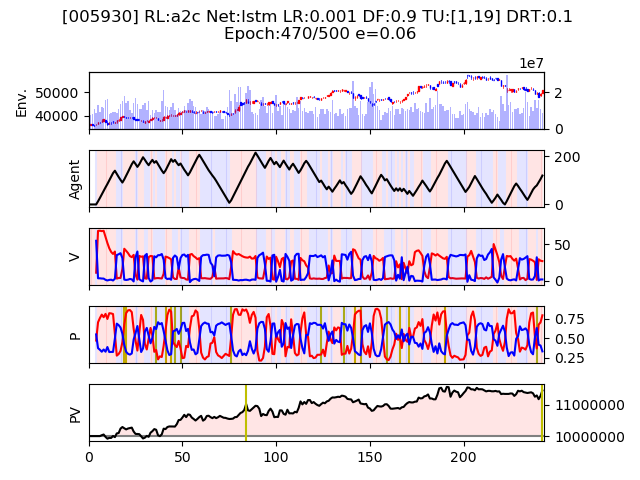 [005930] RL:a2c Net:lstm LR:0.001 DF:0.9 TU:[1,19] DRT:0.1
Epoch:470/500 e=0.06
1e7
Env.
50000
40000
2
0
Agent
200
0
V
50
0
P
0.75
0.50
0.25
PV
11000000
10000000
0 50 100 150 200